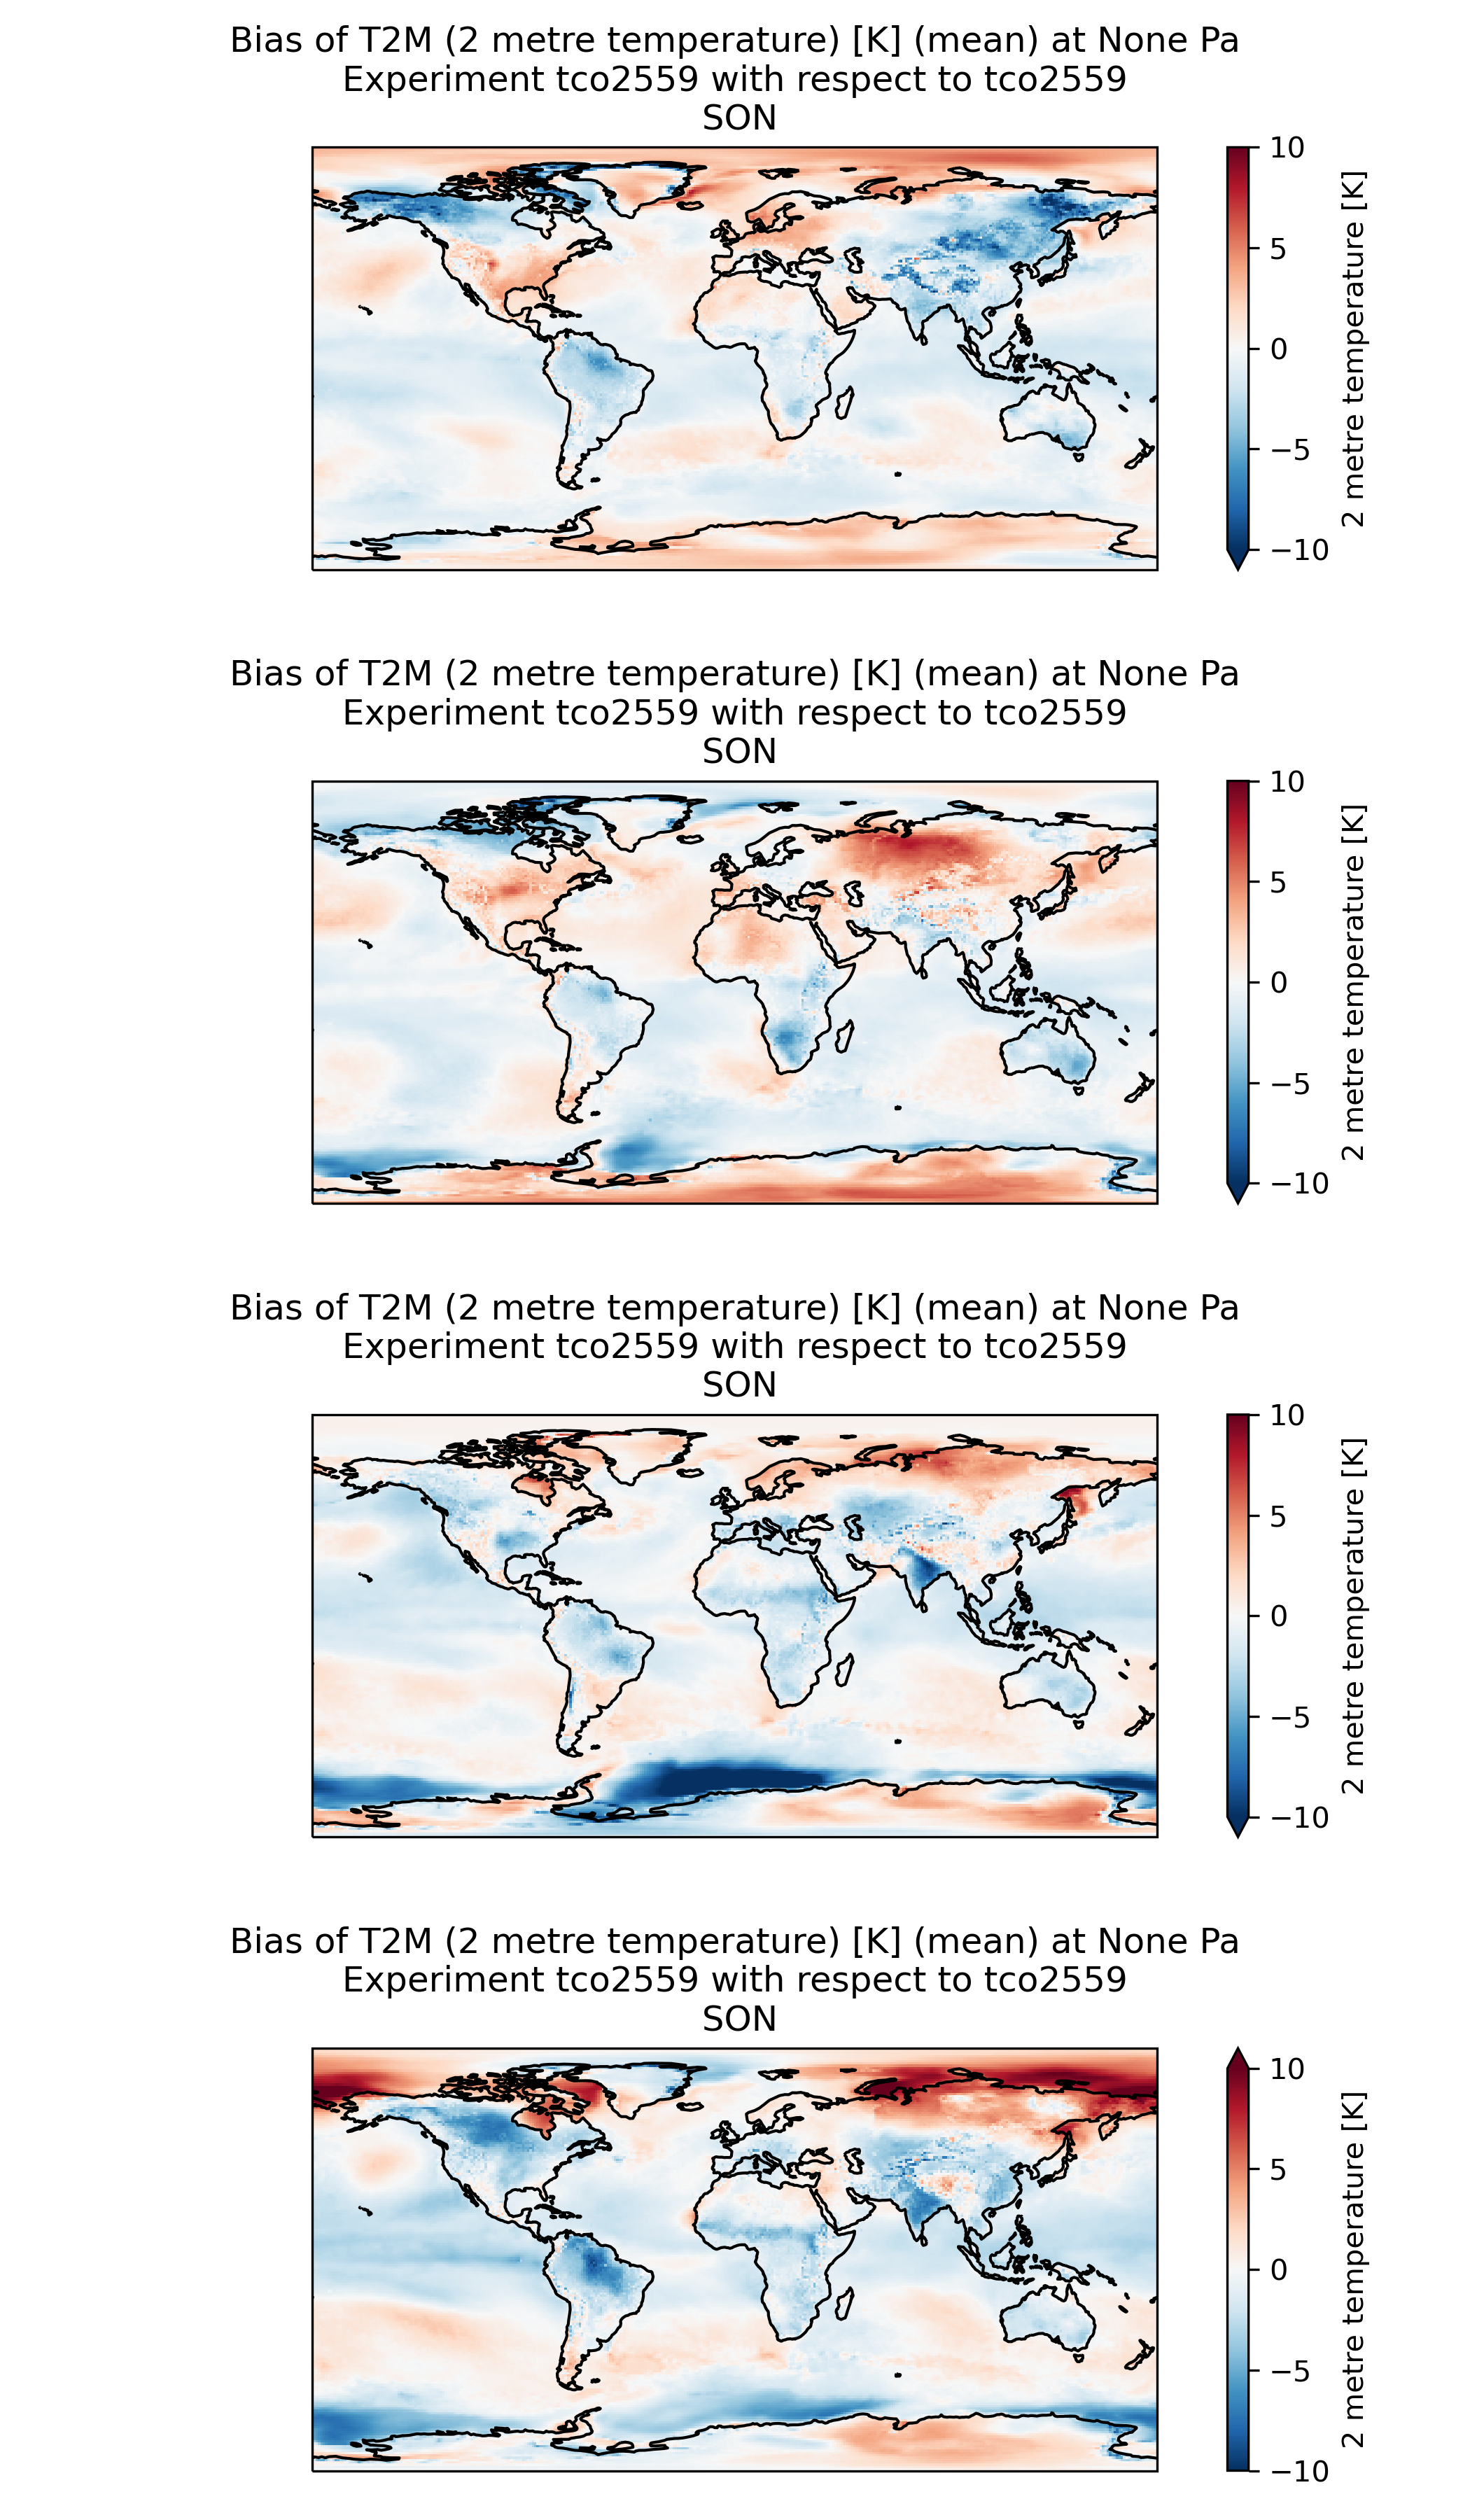 Bias of T2M (2 metre temperature) [K] (mean) at None Pa
Experiment tco2559 with respect to tco2559
SON
10
5
0
−5
−10
2 metre temperature [K]
Bias of T2M (2 metre temperature) [K] (mean) at None Pa
Experiment tco2559 with respect to tco2559
SON
10
5
0
−5
−10
2 metre temperature [K]
Bias of T2M (2 metre temperature) [K] (mean) at None Pa
Experiment tco2559 with respect to tco2559
SON
10
5
0
−5
−10
2 metre temperature [K]
Bias of T2M (2 metre temperature) [K] (mean) at None Pa
Experiment tco2559 with respect to tco2559
SON
10
5
0
−5
−10
2 metre temperature [K]